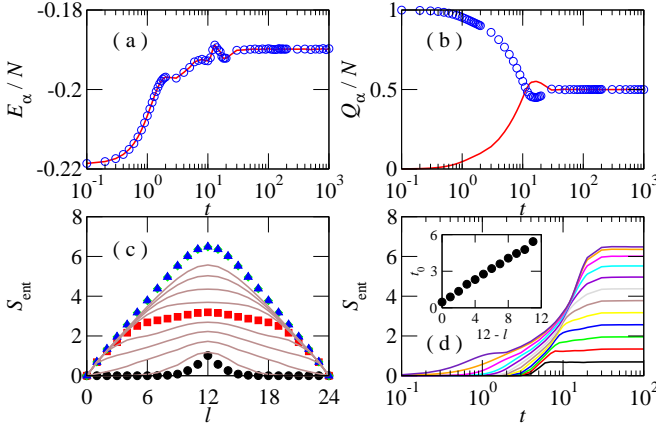 -0.18
-0.2
-0.22
E_α / N
( a )
10^-1 10^0 10^1 10^2 10^3
t
1
0.5
0
Q_α / N
( b )
10^-1 10^0 10^1 10^2 10^3
t
8
6
4
2
0
S_ent
( c )
0 6 12 18 24
l
8
6
4
2
0
S_ent
6
3
0
t_0
0 4 8 12
12 - l
( d )
10^-1 10^0 10^1 10^2 10^3
t